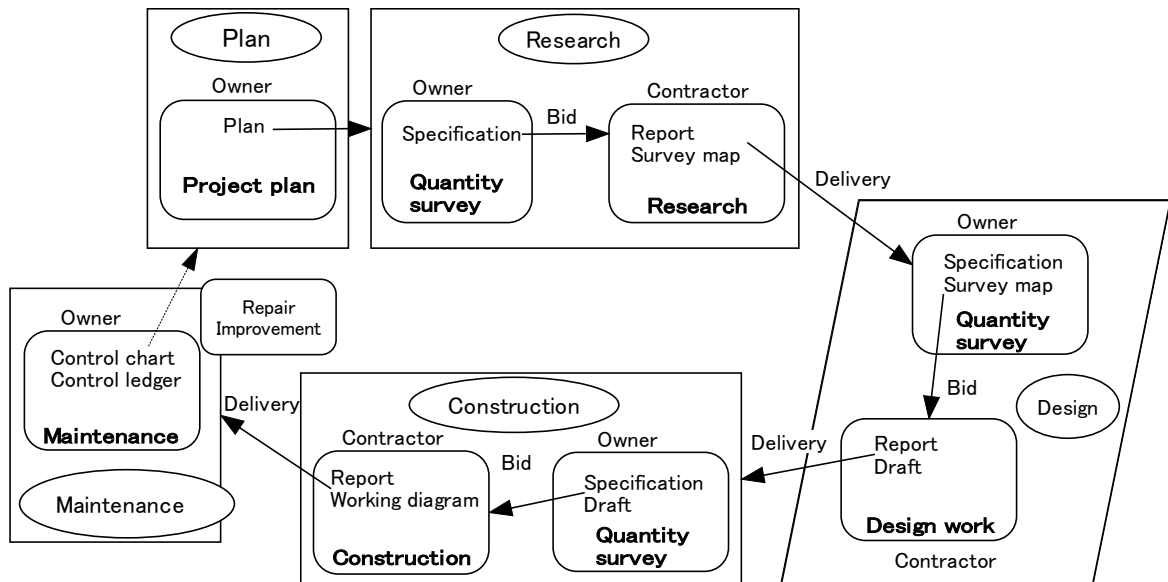 Plan
Owner
Plan
Project plan
Research
Owner
Specification
Quantity
survey
Bid
Contractor
Report
Survey map
Research
Delivery
Owner
Specification
Survey map
Quantity
survey
Bid
Design
Report
Draft
Design work
Contractor
Delivery
Construction
Owner
Specification
Draft
Quantity
survey
Bid
Contractor
Report
Working diagram
Construction
Delivery
Repair
Improvement
Owner
Control chart
Control ledger
Maintenance
Maintenance